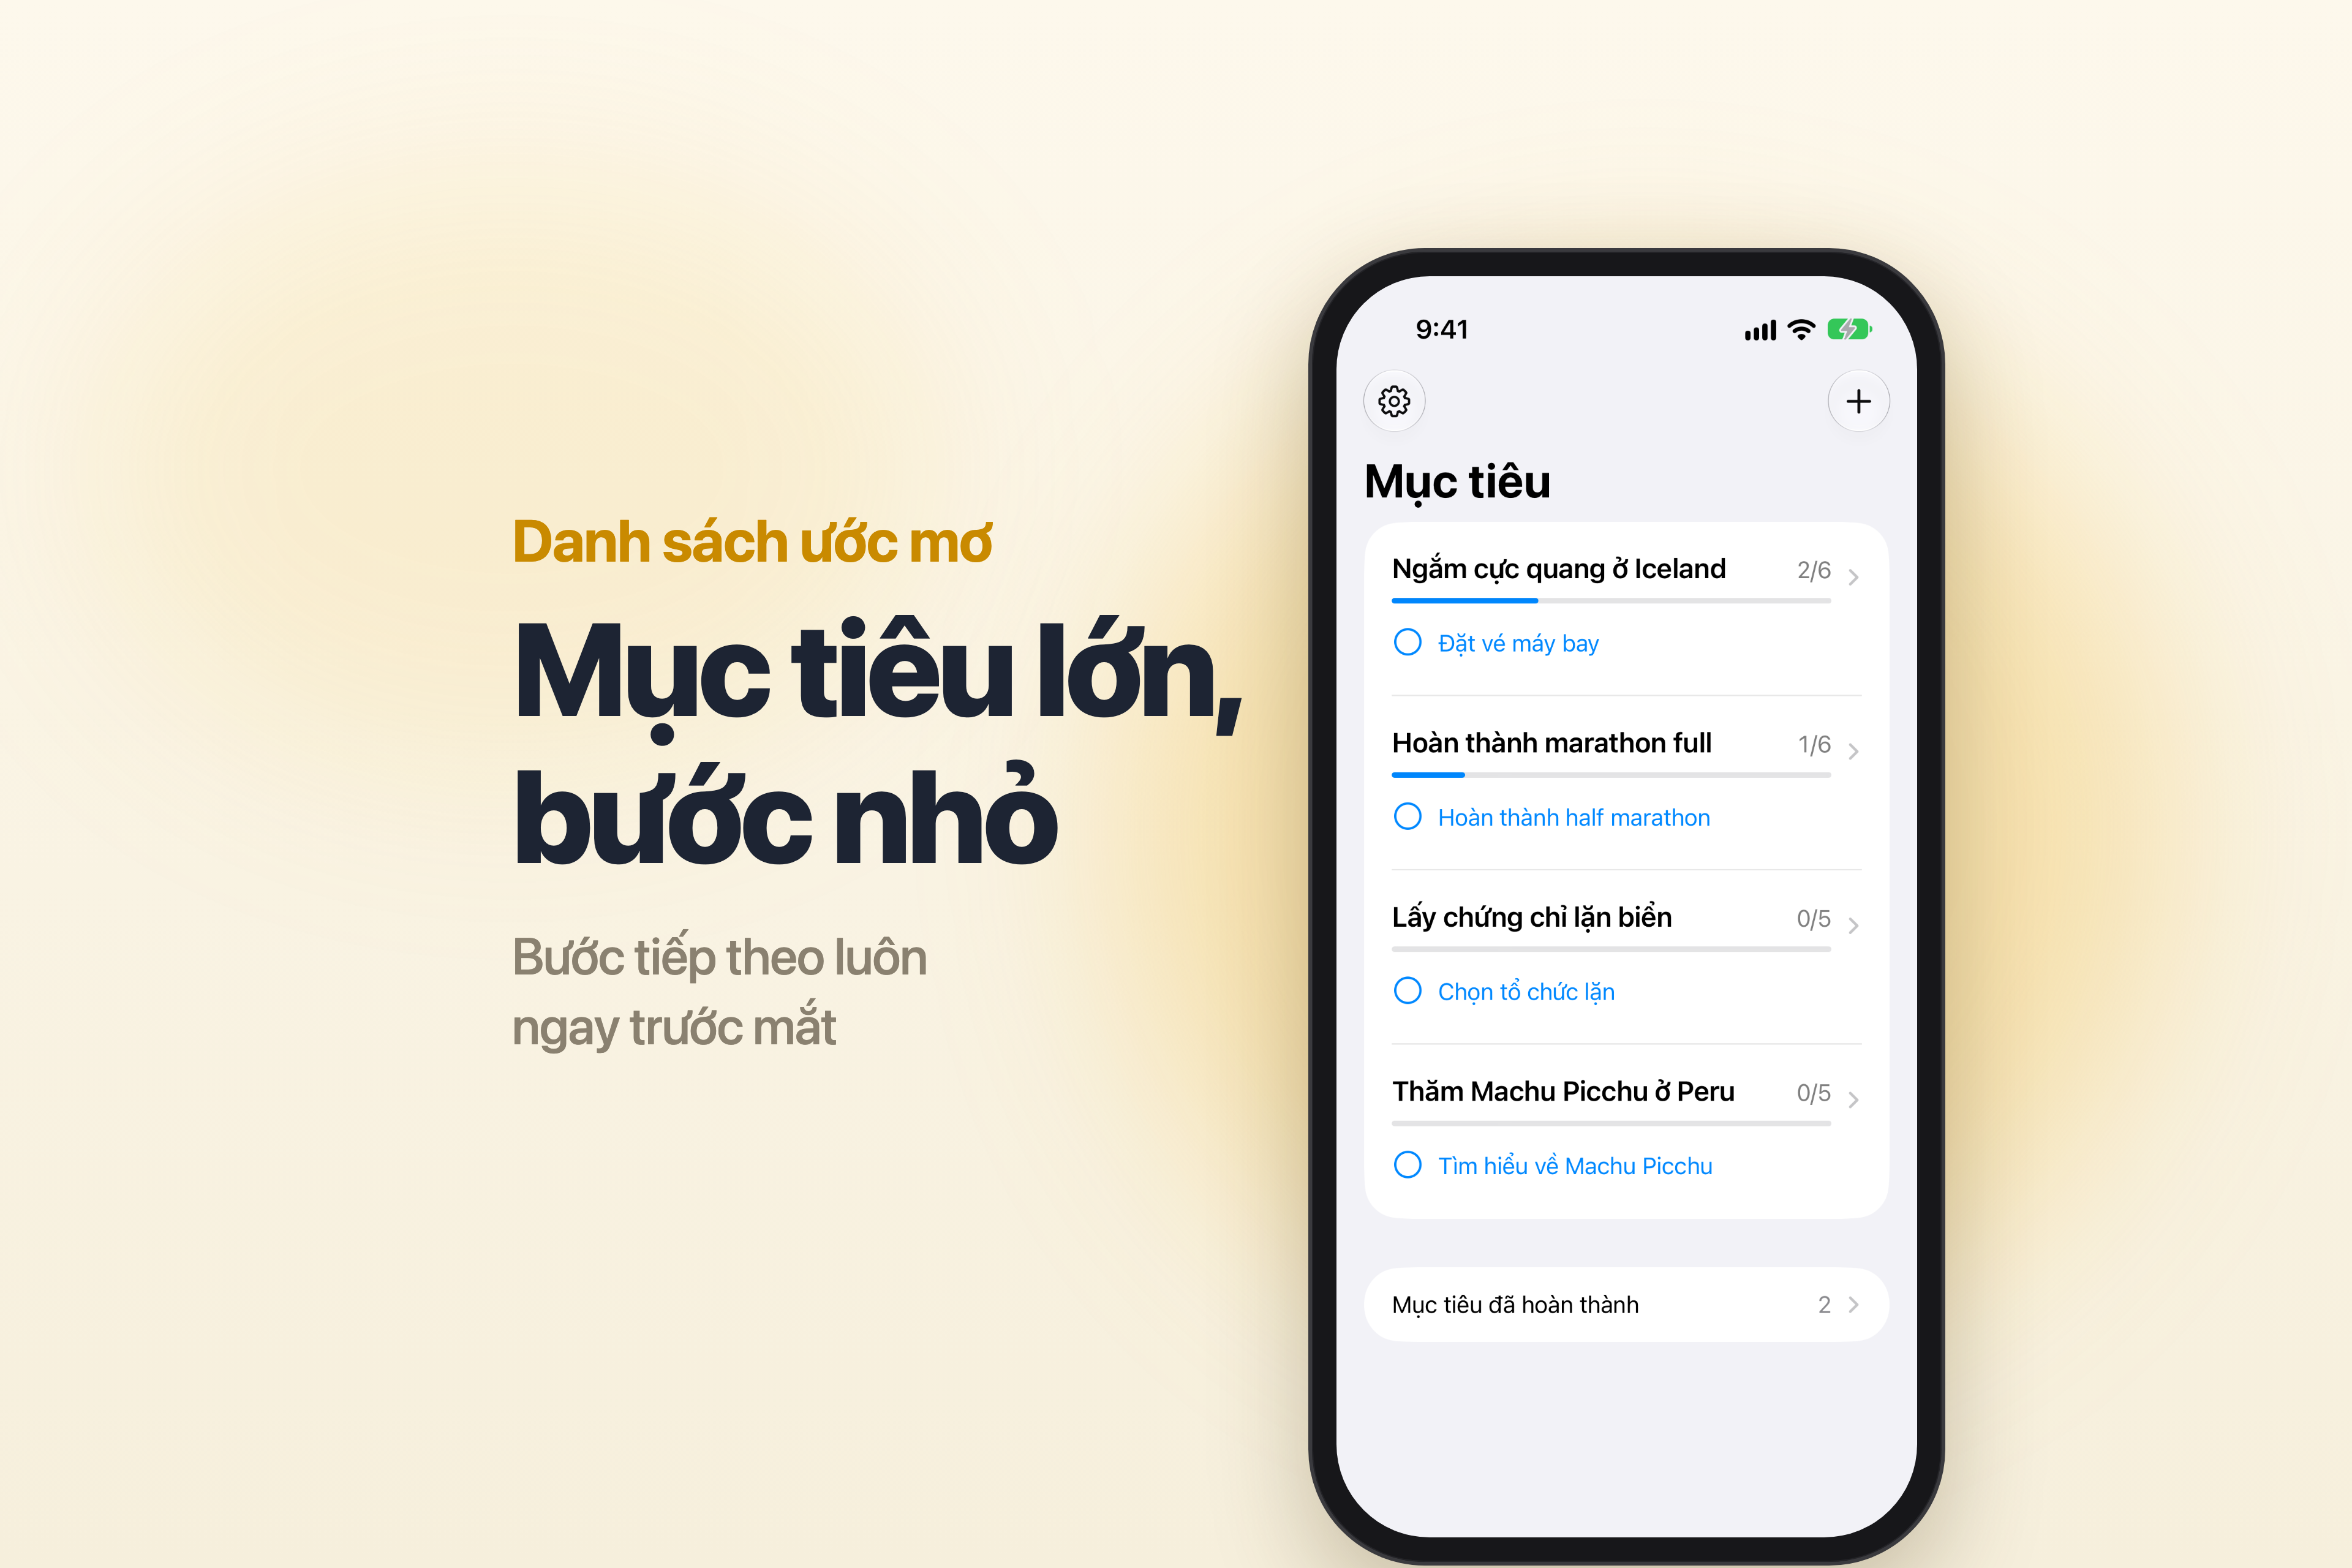 Danh sách ước mơ
Mục tiêu lớn,
bước nhỏ
Bước tiếp theo luôn
ngay trước mắt
9:41
Mục tiêu
Ngắm cực quang ở Iceland 2/6
Đặt vé máy bay
Hoàn thành marathon full 1/6
Hoàn thành half marathon
Lấy chứng chỉ lặn biển 0/5
Chọn tổ chức lặn
Thăm Machu Picchu ở Peru 0/5
Tìm hiểu về Machu Picchu
Mục tiêu đã hoàn thành 2